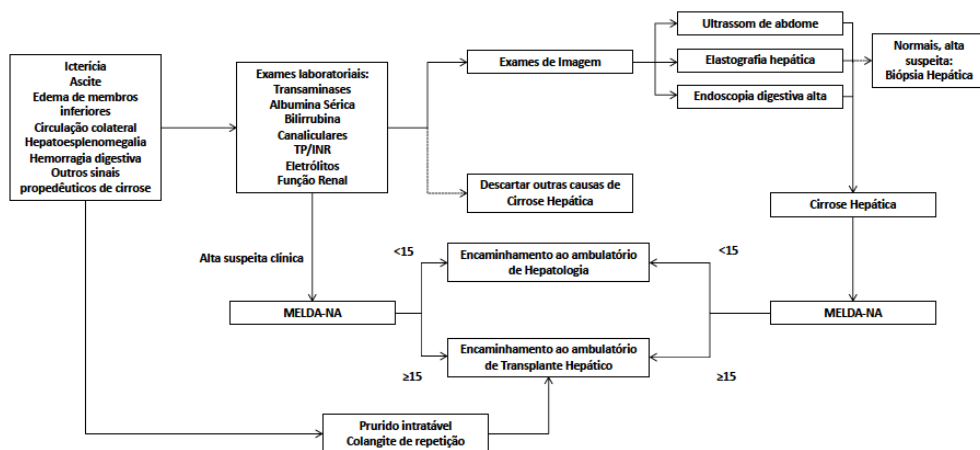 Icterícia
Ascite
Edema de membros
inferiores
Circulação colateral
Hepatoesplenomegalia
Hemorragia digestiva
Outros sinais
propedêuticos de cirrose
Exames laboratoriais:
Transaminases
Albumina Sérica
Bilirrubina
Canaliculares
TP/INR
Eletrólitos
Função Renal
Exames de Imagem
Ultrassom de abdome
Elastografia hepática
Endoscopia digestiva alta
Normais, alta
suspeita:
Biópsia Hepática
Descartar outras causas de
Cirrose Hepática
Cirrose Hepática
Alta suspeita clínica
<15
Encaminhamento ao ambulatório
de Hepatologia
<15
MELDA-NA
MELDA-NA
Encaminhamento ao ambulatório
de Transplante Hepático
≥15
≥15
Prurido intratável
Colangite de repetição